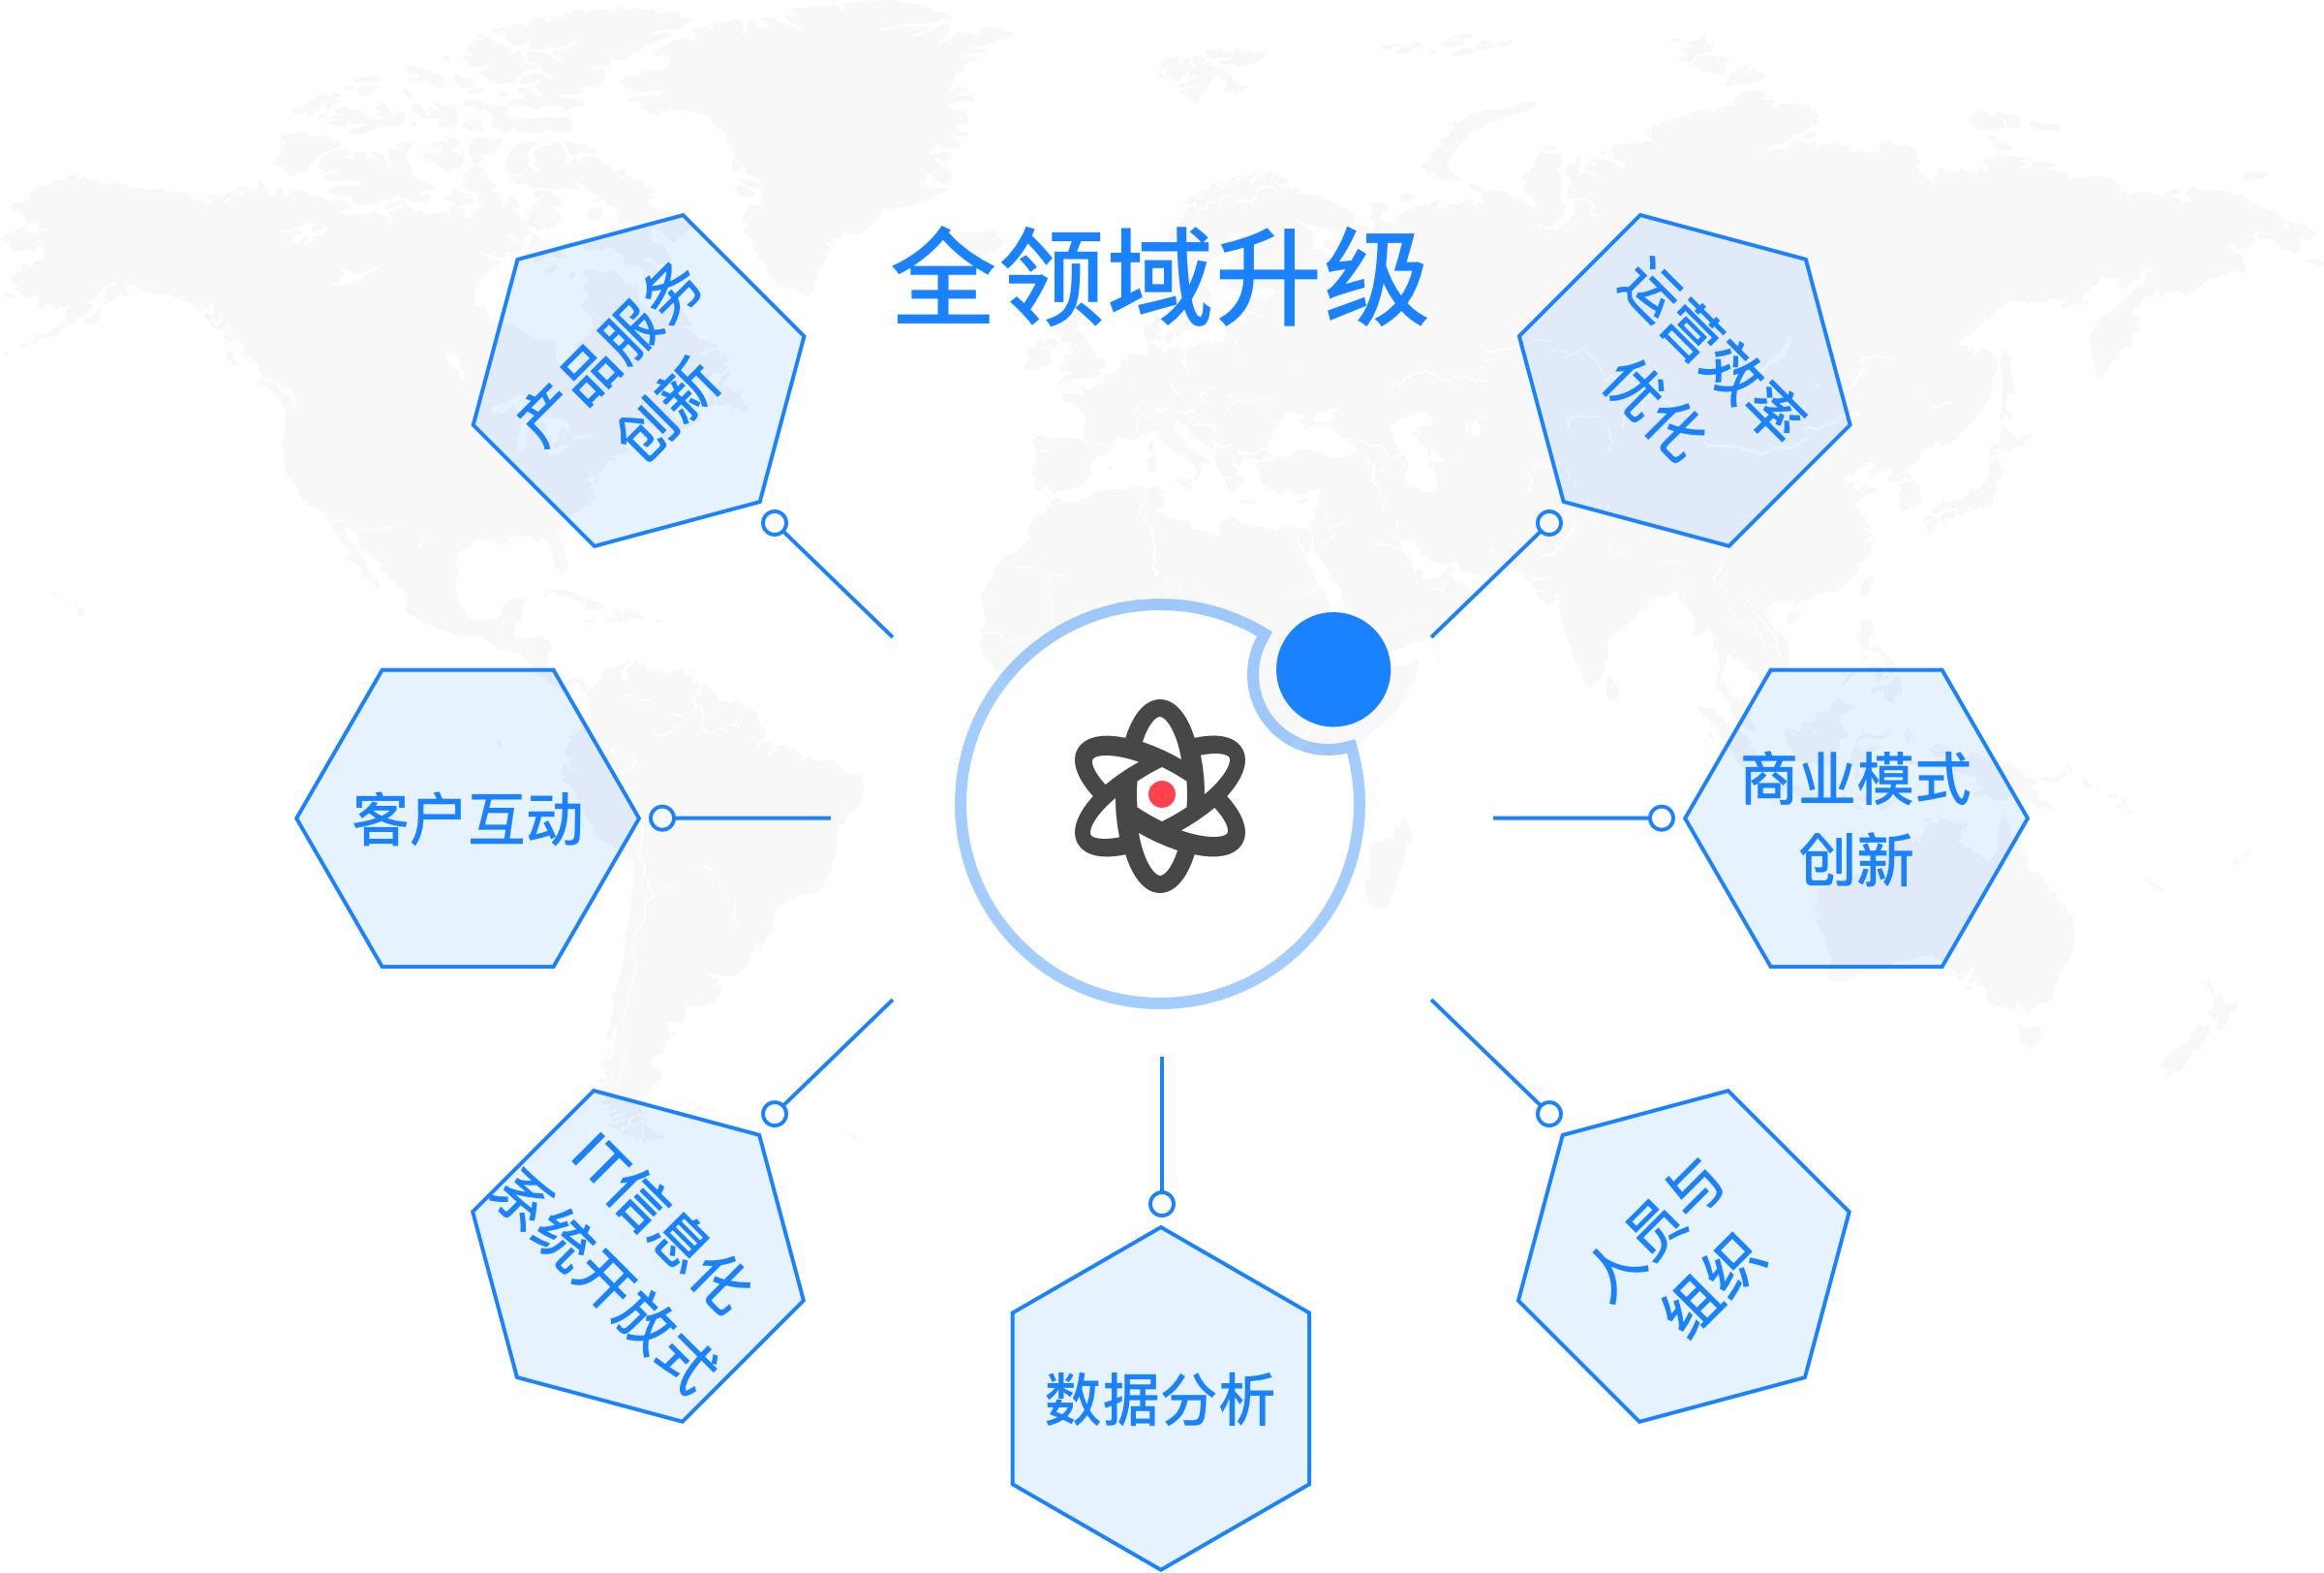 全领域升级
产品服务
创新
运营效率
优化
客户互动
商业模式
创新
IT信息化
系统开放式
数据分析
人员与
组织